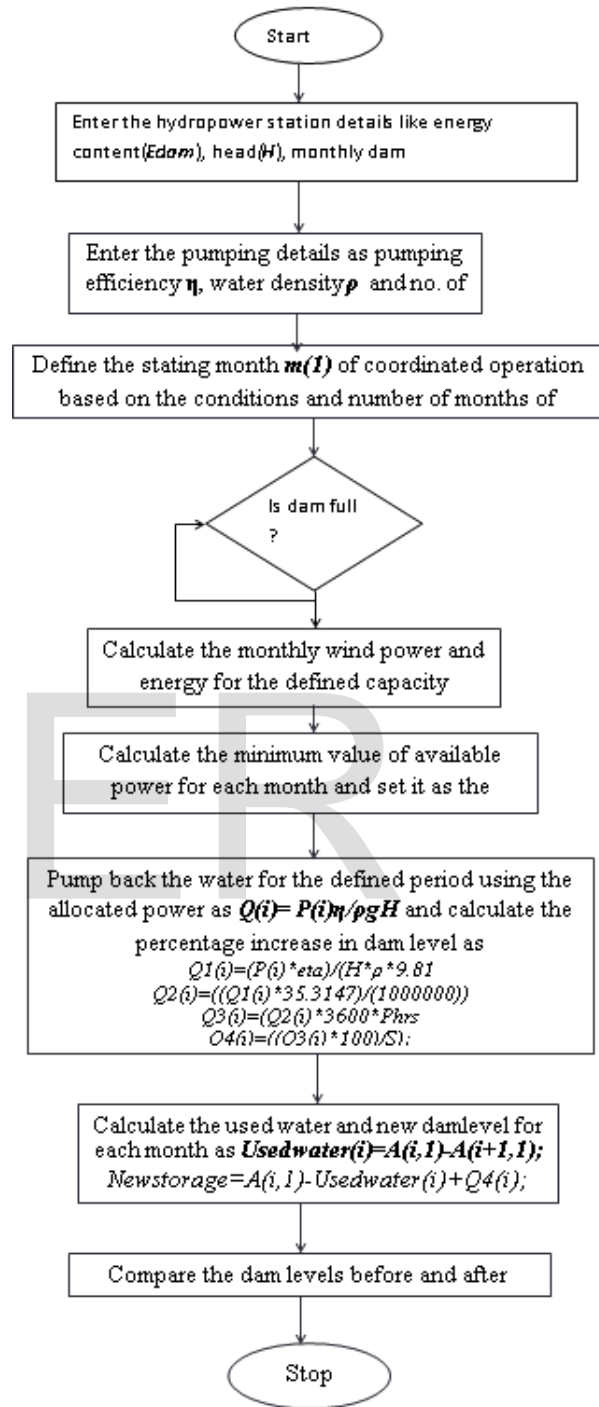 Start
Enter the hydropower station details like energy
content(Edam), head(H), monthly dam
Enter the pumping details as pumping
efficiency η, water density ρ and no. of
Define the stating month m(1) of coordinated operation
based on the conditions and number of months of
Is dam full
?
Calculate the monthly wind power and
energy for the defined capacity
Calculate the minimum value of available
power for each month and set it as the
Pump back the water for the defined period using the
allocated power as Q(i)= P(i)η/ρgH and calculate the
percentage increase in dam level as
Q1(i)=(P(i)*eta)/(H*ρ*9.81
Q2(i)=((Q1(i)*35.3147)/(1000000))
Q3(i)=(Q2(i)*3600*Phrs
Q4(i)=((Q3(i)*100)/S);
Calculate the used water and new damlevel for
each month as Usedwater(i)=A(i,1)-A(i+1,1);
Newstorage=A(i,1)-Usedwater(i)+Q4(i);
Compare the dam levels before and after
Stop
ER